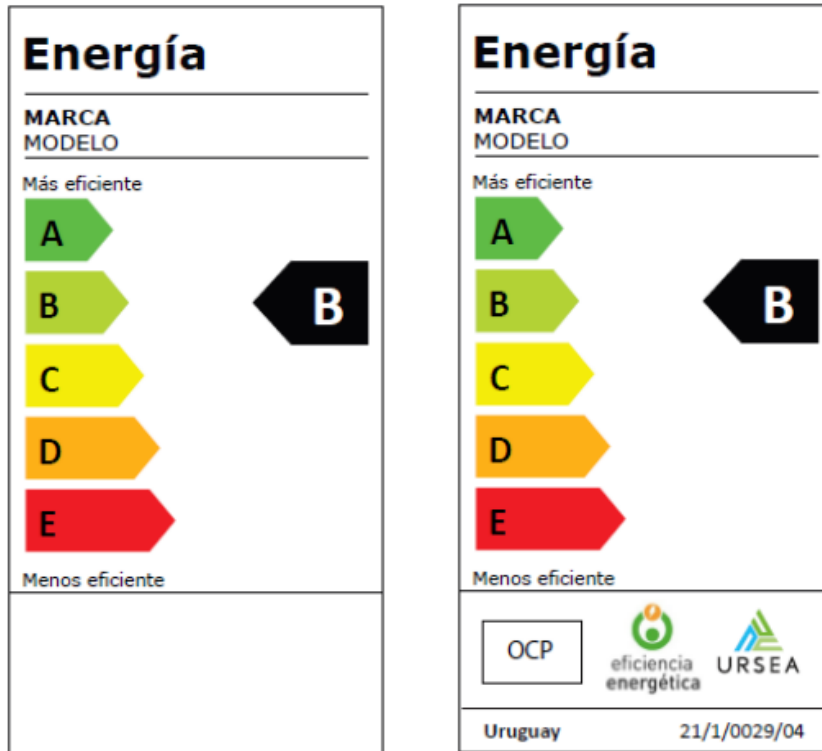 Energía
MARCA
MODELO
Más eficiente
A
B
B
C
D
E
Menos eficiente
Energía
MARCA
MODELO
Más eficiente
A
B
B
C
D
E
Menos eficiente
OCP
eficiencia
energética
URSEA
Uruguay 21/1/0029/04